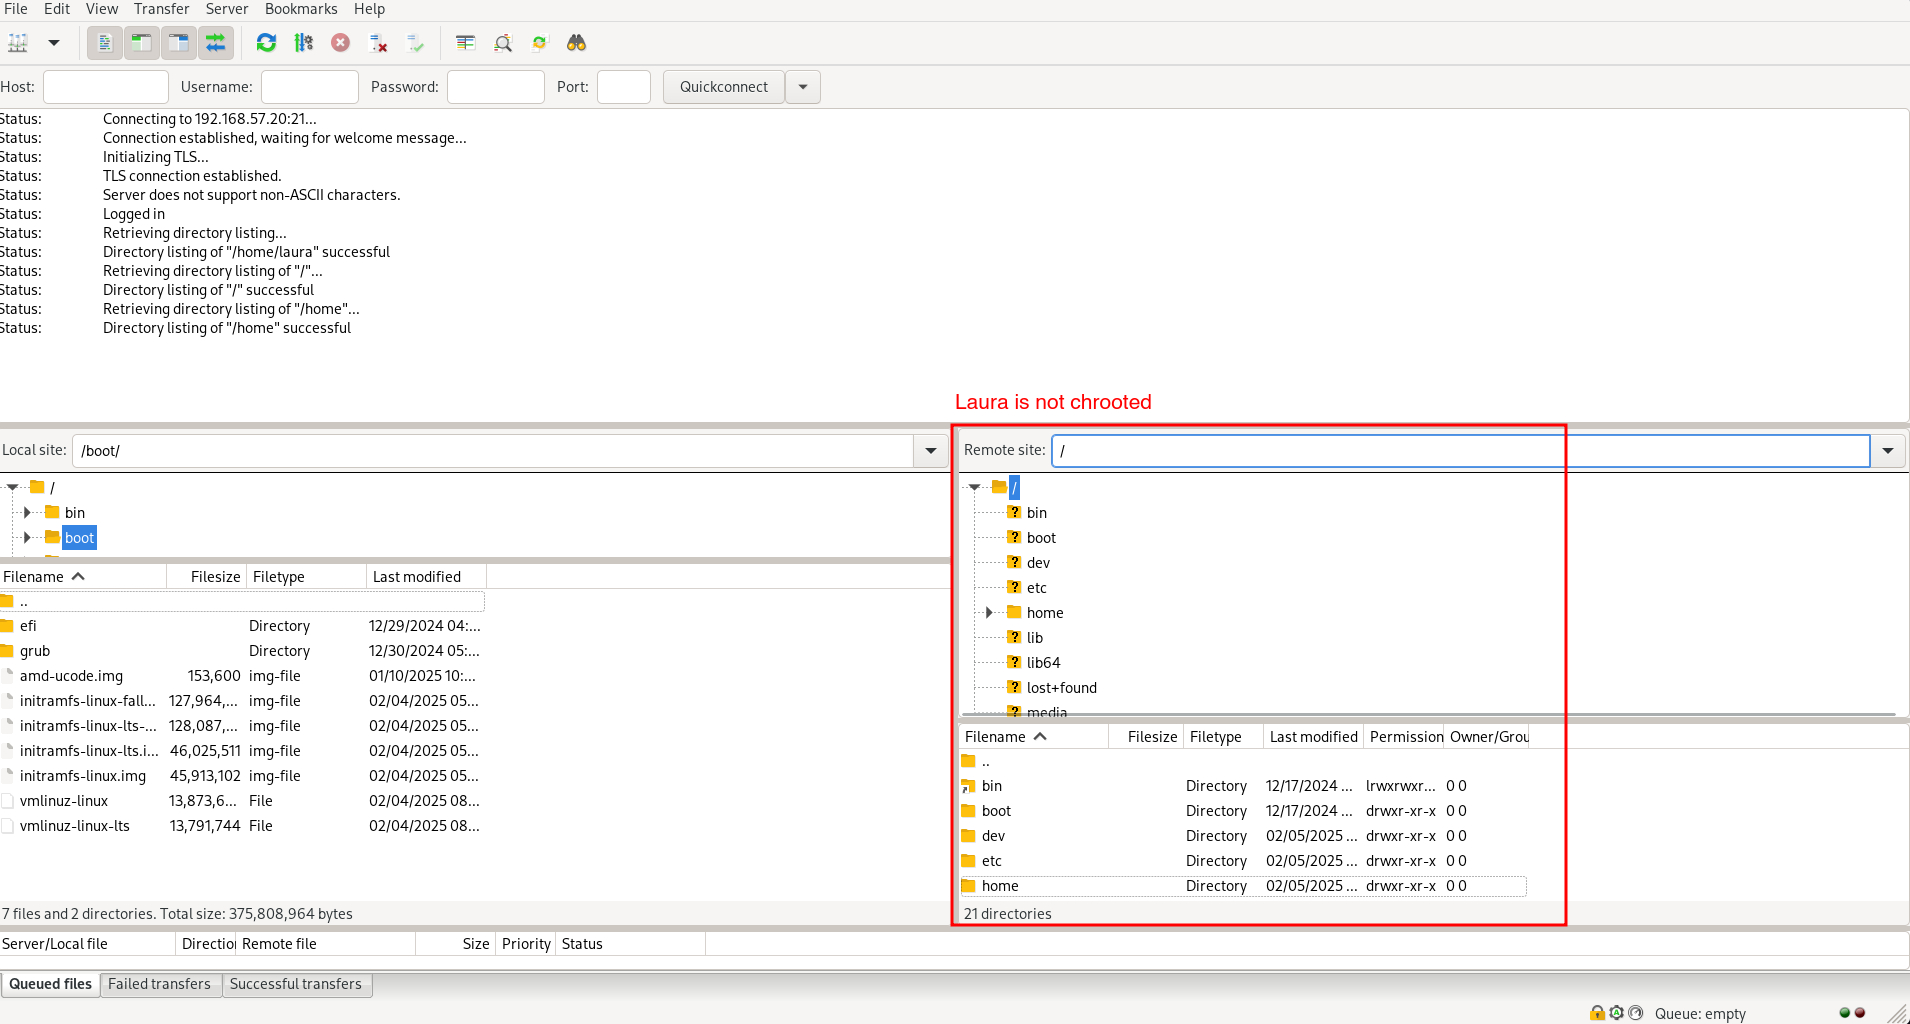 File Edit View Transfer Server Bookmarks Help
Host: Username: Password: Port: Quickconnect
Status: Connecting to 192.168.57.20:21...
Status: Connection established, waiting for welcome message...
Status: Initializing TLS...
Status: TLS connection established.
Status: Server does not support non-ASCII characters.
Status: Logged in
Status: Retrieving directory listing...
Status: Directory listing of "/home/laura" successful
Status: Retrieving directory listing of "/"...
Status: Directory listing of "/" successful
Status: Retrieving directory listing of "/home"...
Status: Directory listing of "/home" successful
Laura is not chrooted
Local site: /boot/
/
bin
boot
Filename Filesize Filetype Last modified
..
efi Directory 12/29/2024 04:...
grub Directory 12/30/2024 05:...
amd-ucode.img 153,600 img-file 01/10/2025 10:...
initramfs-linux-fall... 127,964,... img-file 02/04/2025 05...
initramfs-linux-lts-... 128,087,... img-file 02/04/2025 05...
initramfs-linux-lts.i... 46,025,511 img-file 02/04/2025 05...
initramfs-linux.img 45,913,102 img-file 02/04/2025 05...
vmlinuz-linux 13,873,6... File 02/04/2025 08...
vmlinuz-linux-lts 13,791,744 File 02/04/2025 08...
7 files and 2 directories. Total size: 375,808,964 bytes
Remote site: /
/
bin
boot
dev
etc
home
lib
lib64
lost+found
media
Filename Filesize Filetype Last modified Permission Owner/Grou
..
bin Directory 12/17/2024 ... lrwxrwxr... 0 0
boot Directory 12/17/2024 ... drwxr-xr-x 0 0
dev Directory 02/05/2025 ... drwxr-xr-x 0 0
etc Directory 02/05/2025 ... drwxr-xr-x 0 0
home Directory 02/05/2025 ... drwxr-xr-x 0 0
21 directories
Server/Local file Direction Remote file Size Priority Status
Queued files Failed transfers Successful transfers
Queue: empty